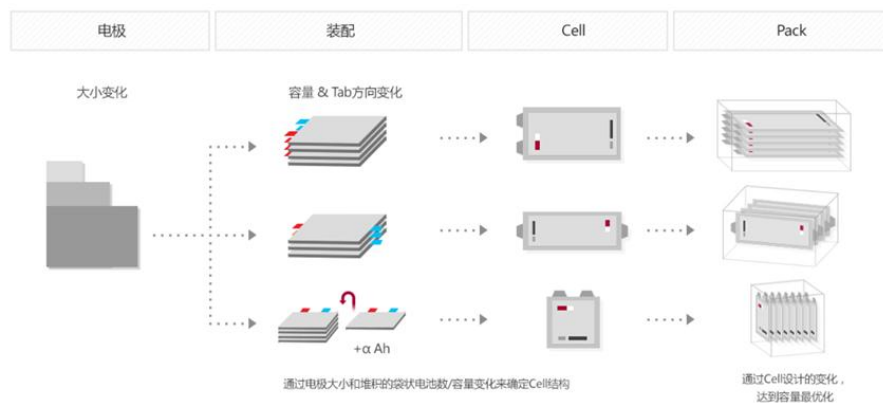 电极
装配
Cell
Pack
大小变化
容量 & Tab方向变化
+α Ah
通过电极大小和堆积的袋状电池数/容量变化来确定Cell结构
通过Cell设计的变化，
达到容量最优化